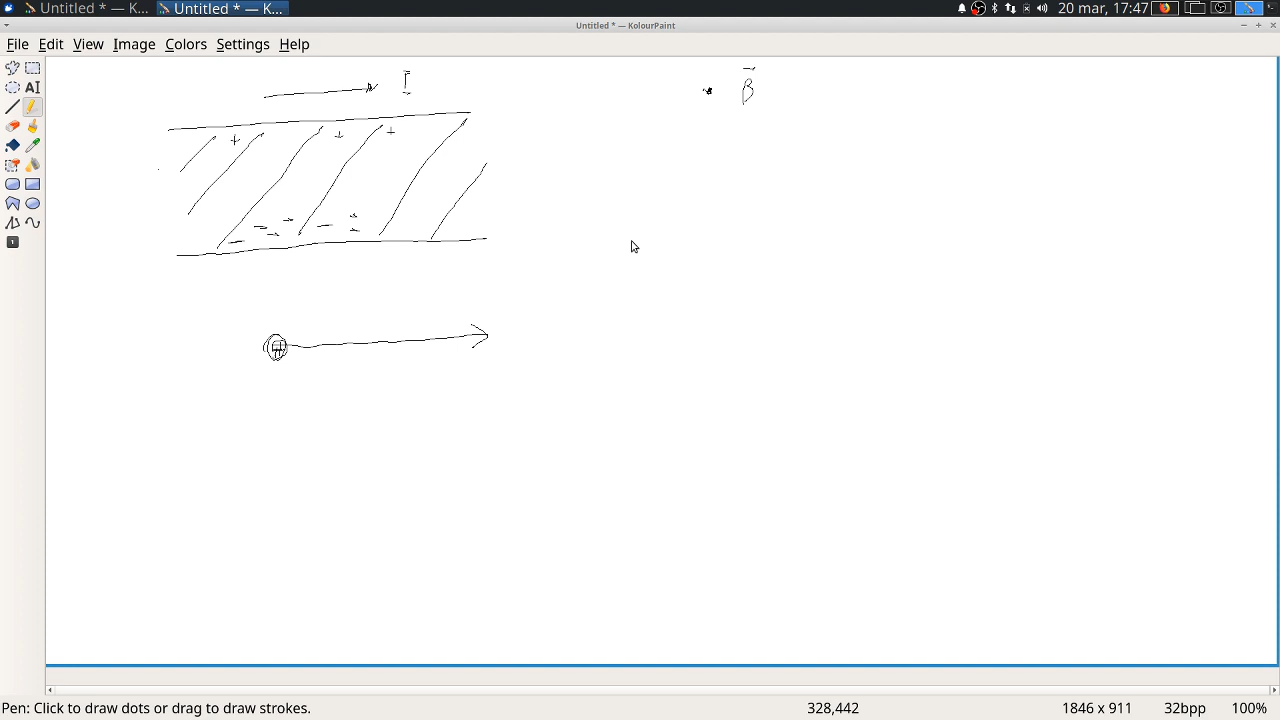 Untitled * — K...
Untitled * — K...
20 mar, 17:47
Untitled * — KolourPaint
File Edit View Image Colors Settings Help
I
B
+ + +
Pen: Click to draw dots or drag to draw strokes.
328,442
1846 x 911
32bpp
100%